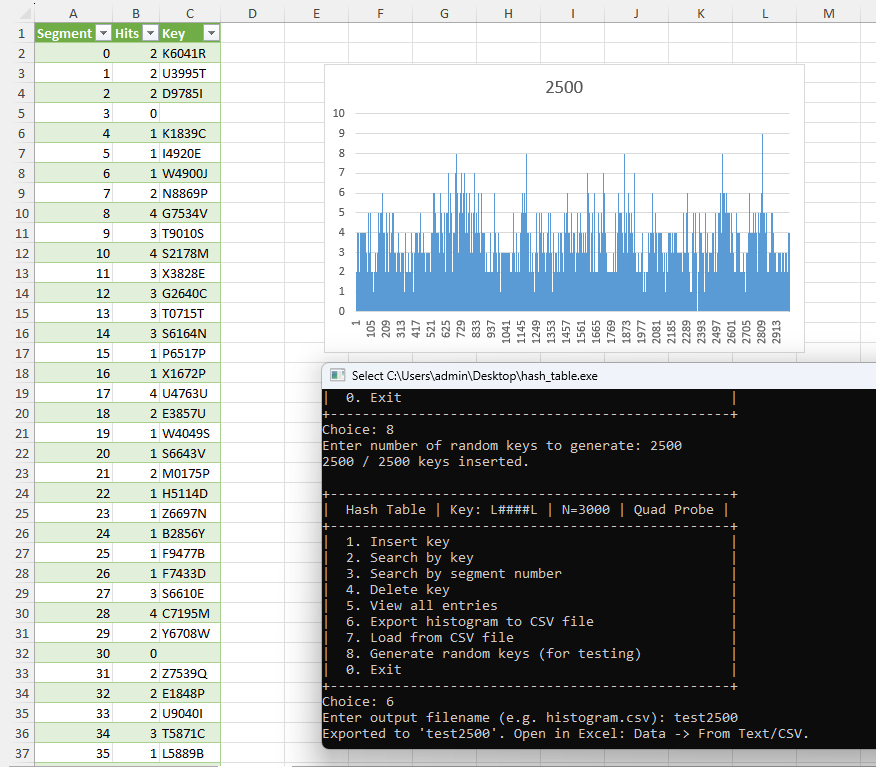 A B C D E F G H I J K L M
1 Segment Hits Key
2 0 2 K6041R
3 1 2 U3995T
4 2 2 D9785I
5 3 0
6 4 1 K1839C
7 5 1 I4920E
8 6 1 W4900J
9 7 2 N8869P
10 8 4 G7534V
11 9 3 T9010S
12 10 4 S2178M
13 11 3 X3828E
14 12 3 G2640C
15 13 3 T0715T
16 14 3 S6164N
17 15 1 P6517P
18 16 1 X1672P
19 17 4 U4763U
20 18 2 E3857U
21 19 1 W4049S
22 20 1 S6643V
23 21 2 M0175P
24 22 1 H5114D
25 23 1 Z6697N
26 24 1 B2856Y
27 25 1 F9477B
28 26 1 F7433D
29 27 3 S6610E
30 28 4 C7195M
31 29 2 Y6708W
32 30 0
33 31 2 Z7539Q
34 32 2 E1848P
35 33 2 U9040I
36 34 3 T5871C
37 35 1 L5889B
2500
10
9
8
7
6
5
4
3
2
1
0
1 105 209 313 417 521 625 729 833 937 1041 1145 1249 1353 1457 1561 1665 1769 1873 1977 2081 2185 2289 2393 2497 2601 2705 2809 2913
Select C:\Users\admin\Desktop\hash_table.exe
| 0. Exit |
+--------------------------------------------------+
Choice: 8
Enter number of random keys to generate: 2500
2500 / 2500 keys inserted.
+--------------------------------------------------+
| Hash Table | Key: L####L | N=3000 | Quad Probe |
+--------------------------------------------------+
| 1. Insert key |
| 2. Search by key |
| 3. Search by segment number |
| 4. Delete key |
| 5. View all entries |
| 6. Export histogram to CSV file |
| 7. Load from CSV file |
| 8. Generate random keys (for testing) |
| 0. Exit |
+--------------------------------------------------+
Choice: 6
Enter output filename (e.g. histogram.csv): test2500
Exported to 'test2500'. Open in Excel: Data -> From Text/CSV.